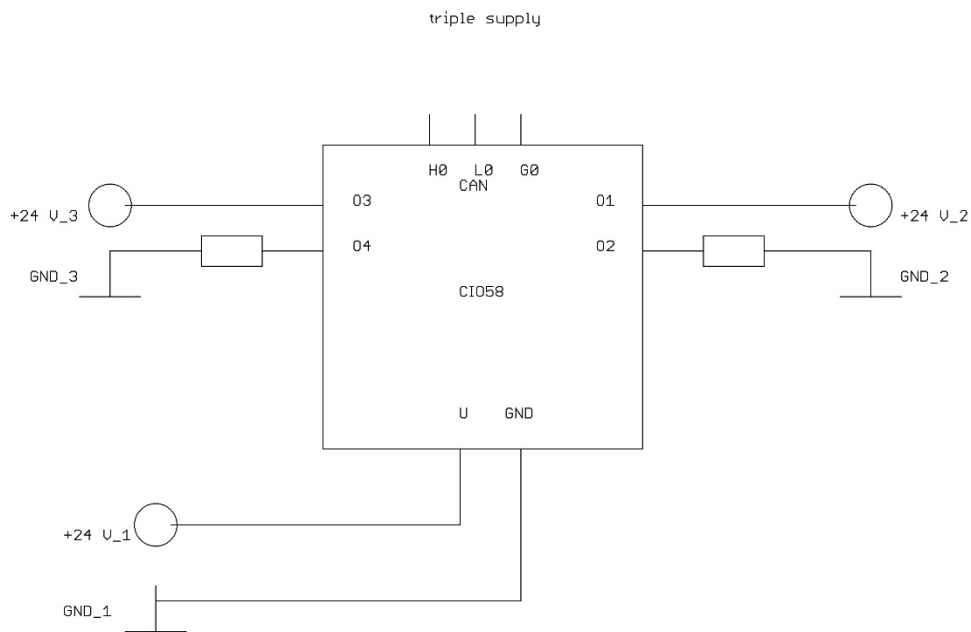 triple supply
H0 L0 G0
CAN
O3 O1
+24 V_3 +24 V_2
O4 O2
GND_3 GND_2
CIO58
U GND
+24 V_1
GND_1